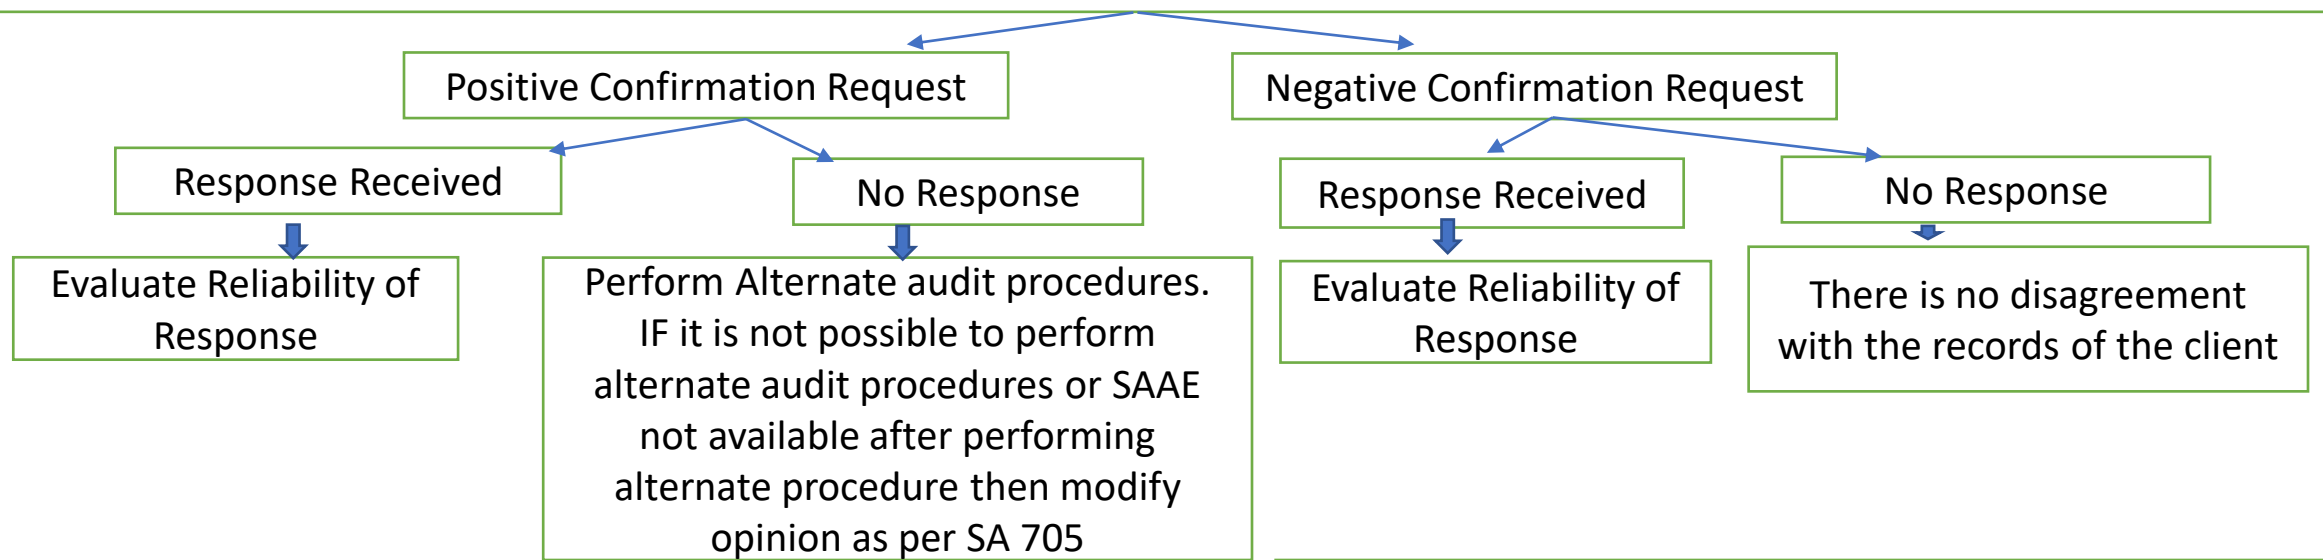 Positive Confirmation Request
Negative Confirmation Request
Response Received
No Response
Response Received
No Response
Evaluate Reliability of
Response
Perform Alternate audit procedures.
IF it is not possible to perform
alternate audit procedures or SAAE
not available after performing
alternate procedure then modify
opinion as per SA 705
Evaluate Reliability of
Response
There is no disagreement
with the records of the client